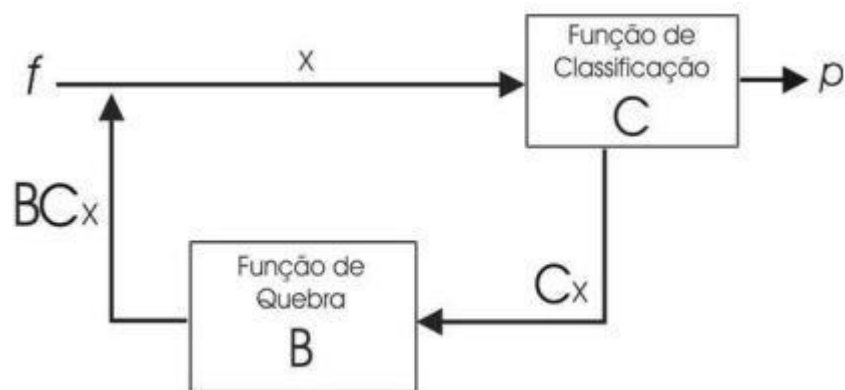 f
x
Função de
Classificação
C
p
BCx
Função de
Quebra
B
Cx